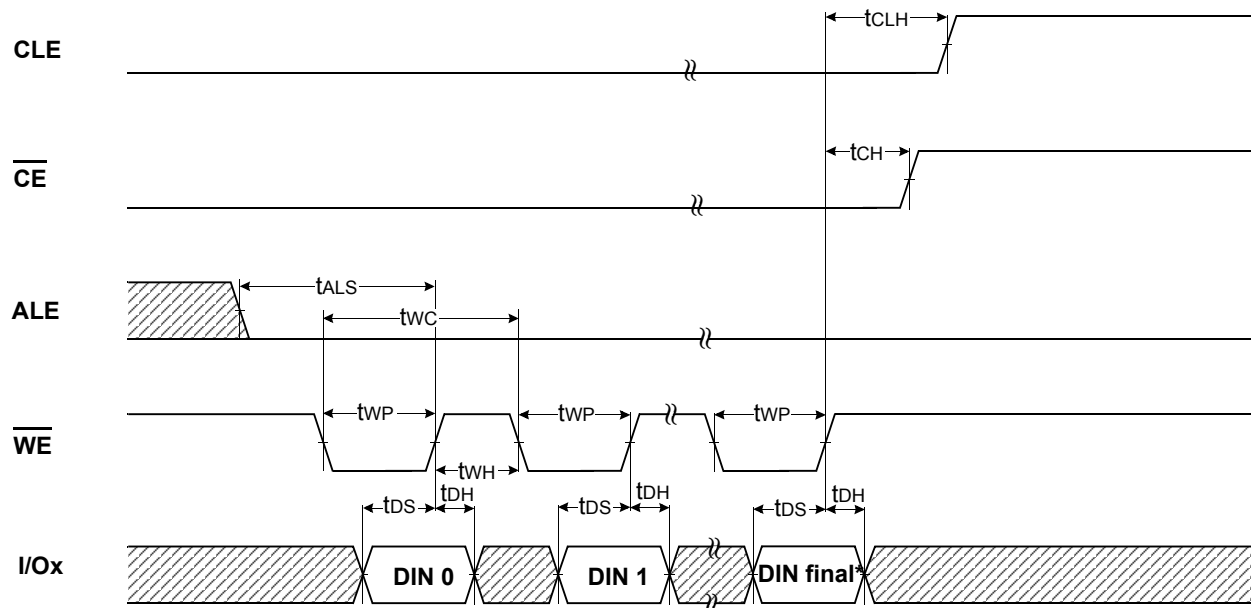 tCLH
CLE
tCH
CE
tALS
ALE
tWC
tWP
tWP
tWP
WE
tWH
tDS
tDH
tDS
tDH
tDS
tDH
I/Ox
DIN 0
DIN 1
DIN final*